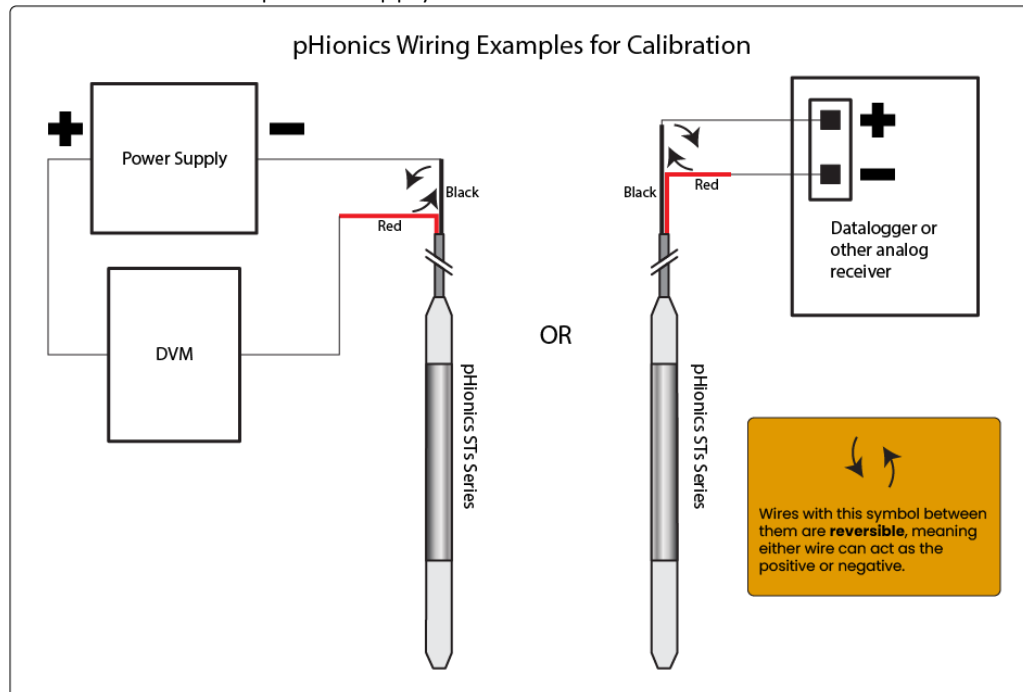 pHionics Wiring Examples for Calibration
+
Power Supply
−
Black
Red
DVM
pHionics STs Series
OR
+
−
Black
Red
Datalogger or
other analog
receiver
pHionics STs Series
Wires with this symbol between
them are reversible, meaning
either wire can act as the
positive or negative.